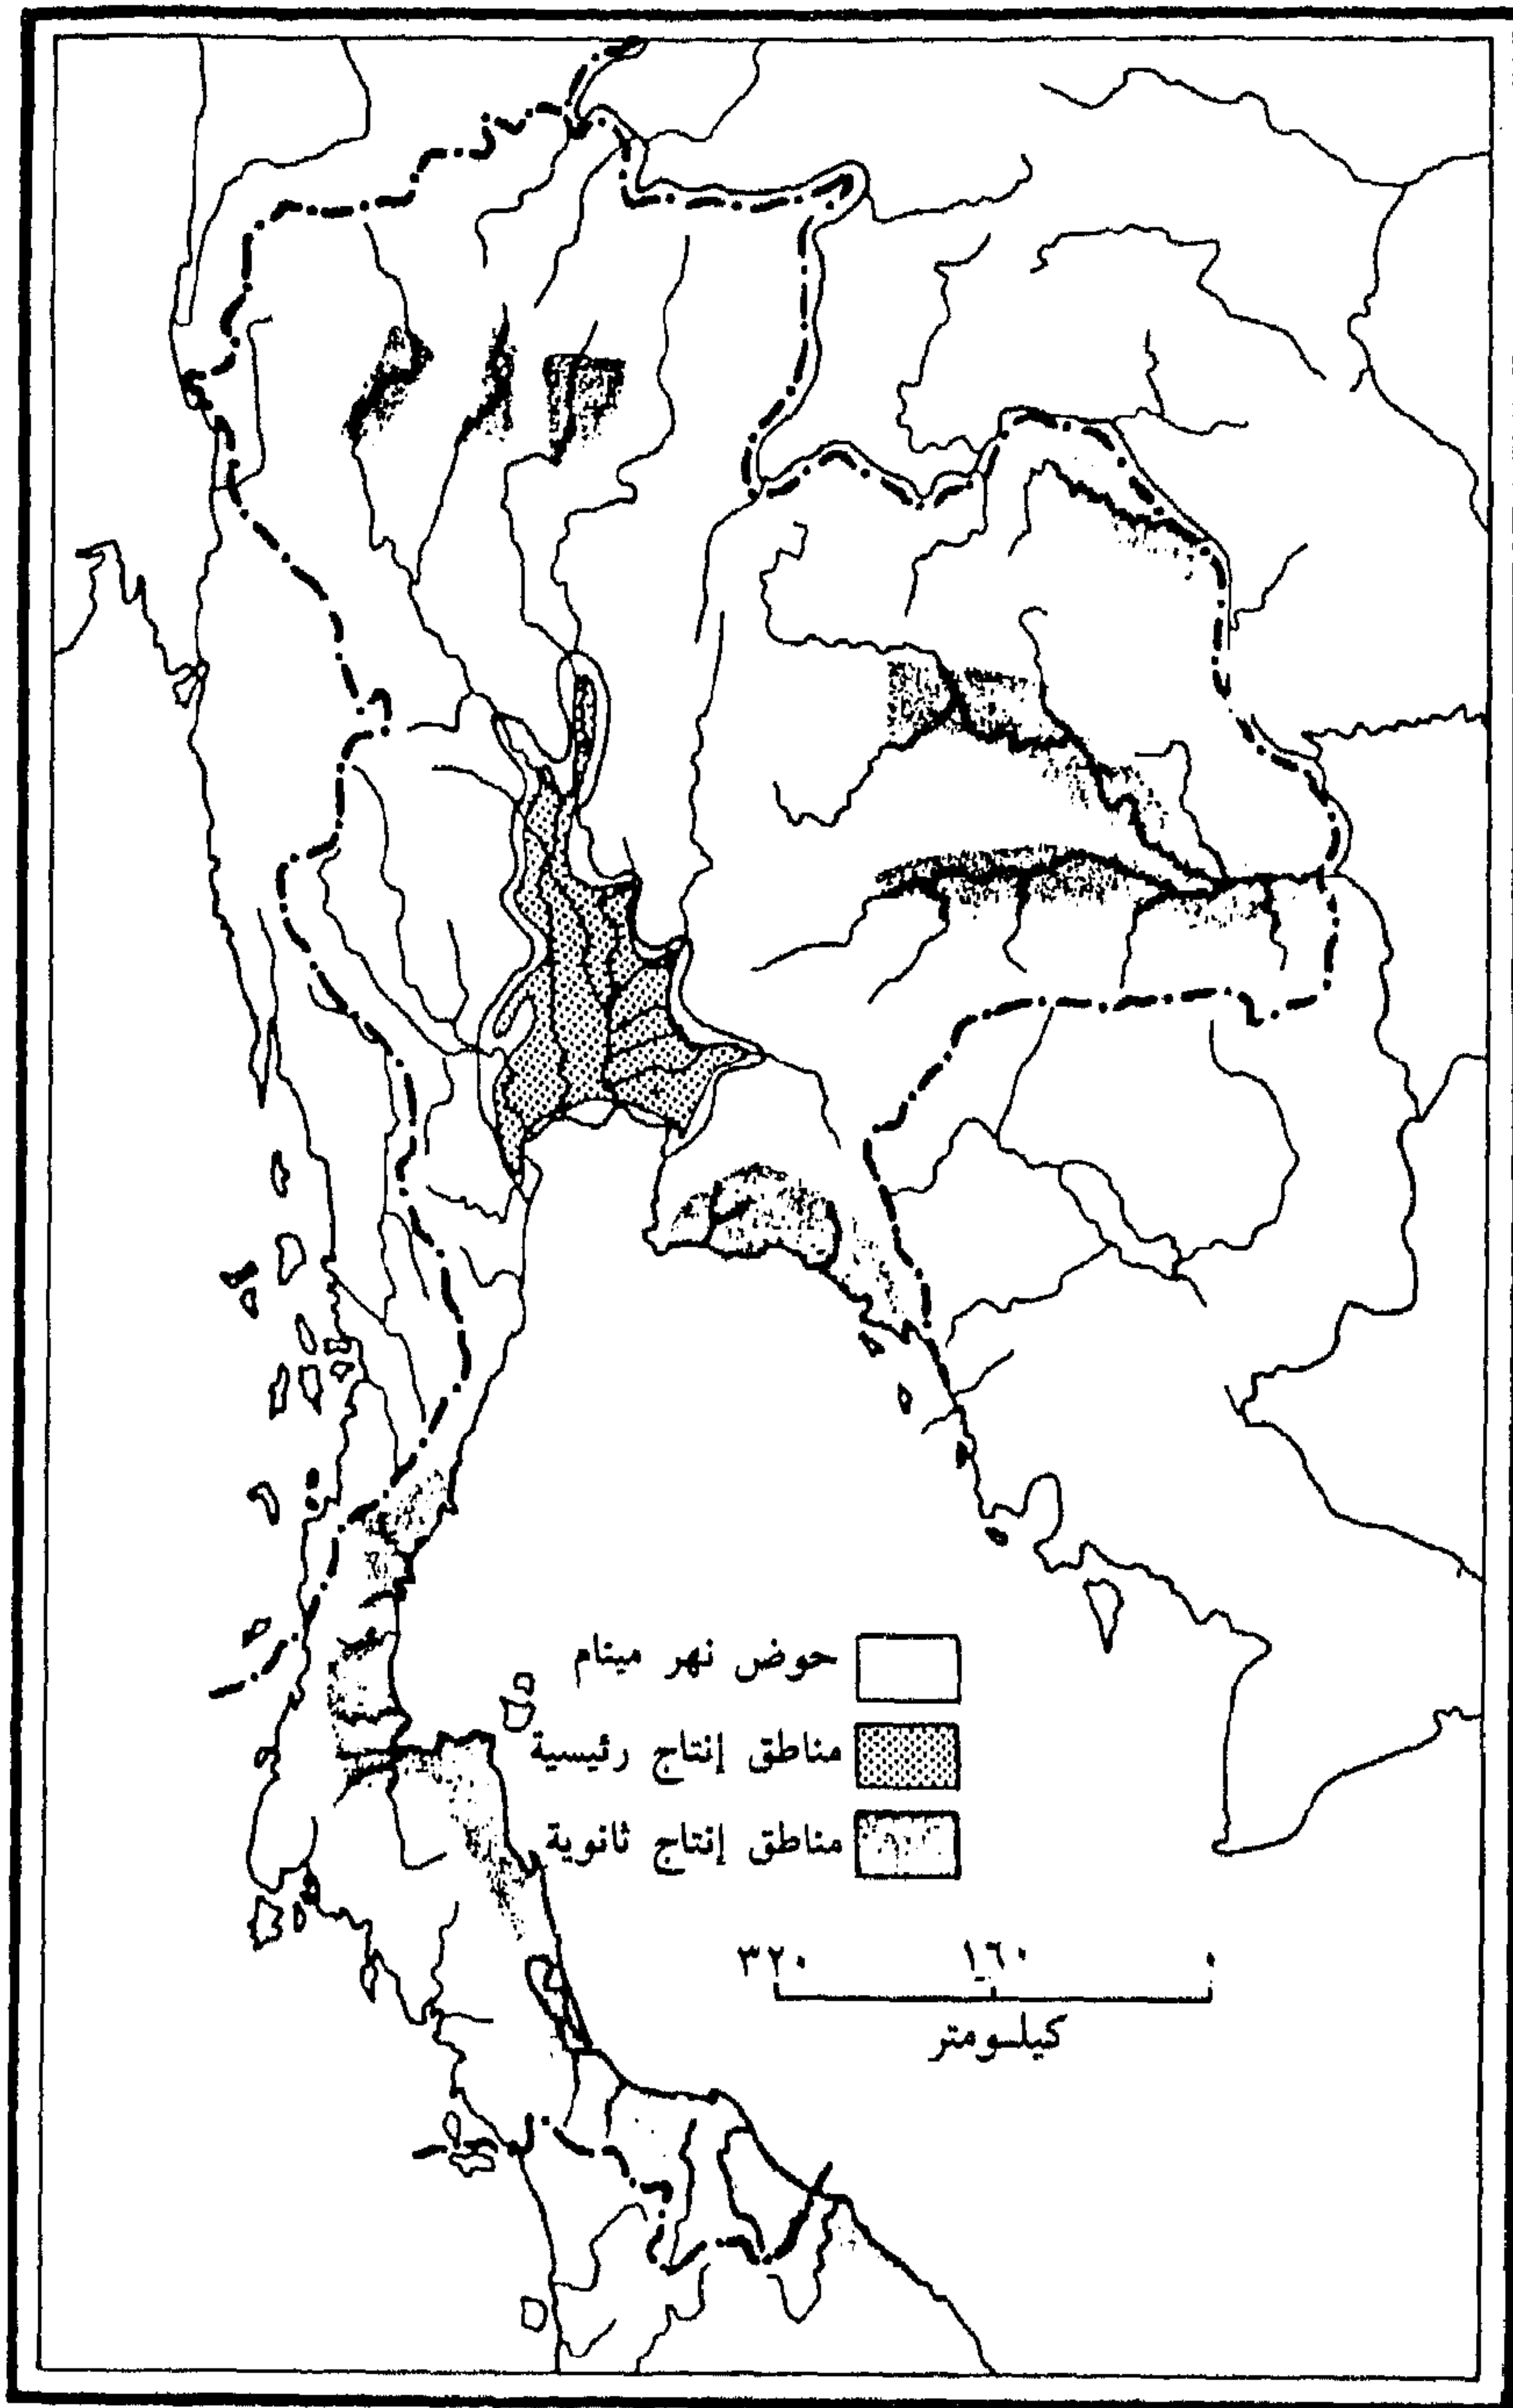 حوض نهر مينام
مناطق إنتاج رئيسية
مناطق إنتاج ثانوية
٣٢٠ ١٦٠ ٠
كيلومتر